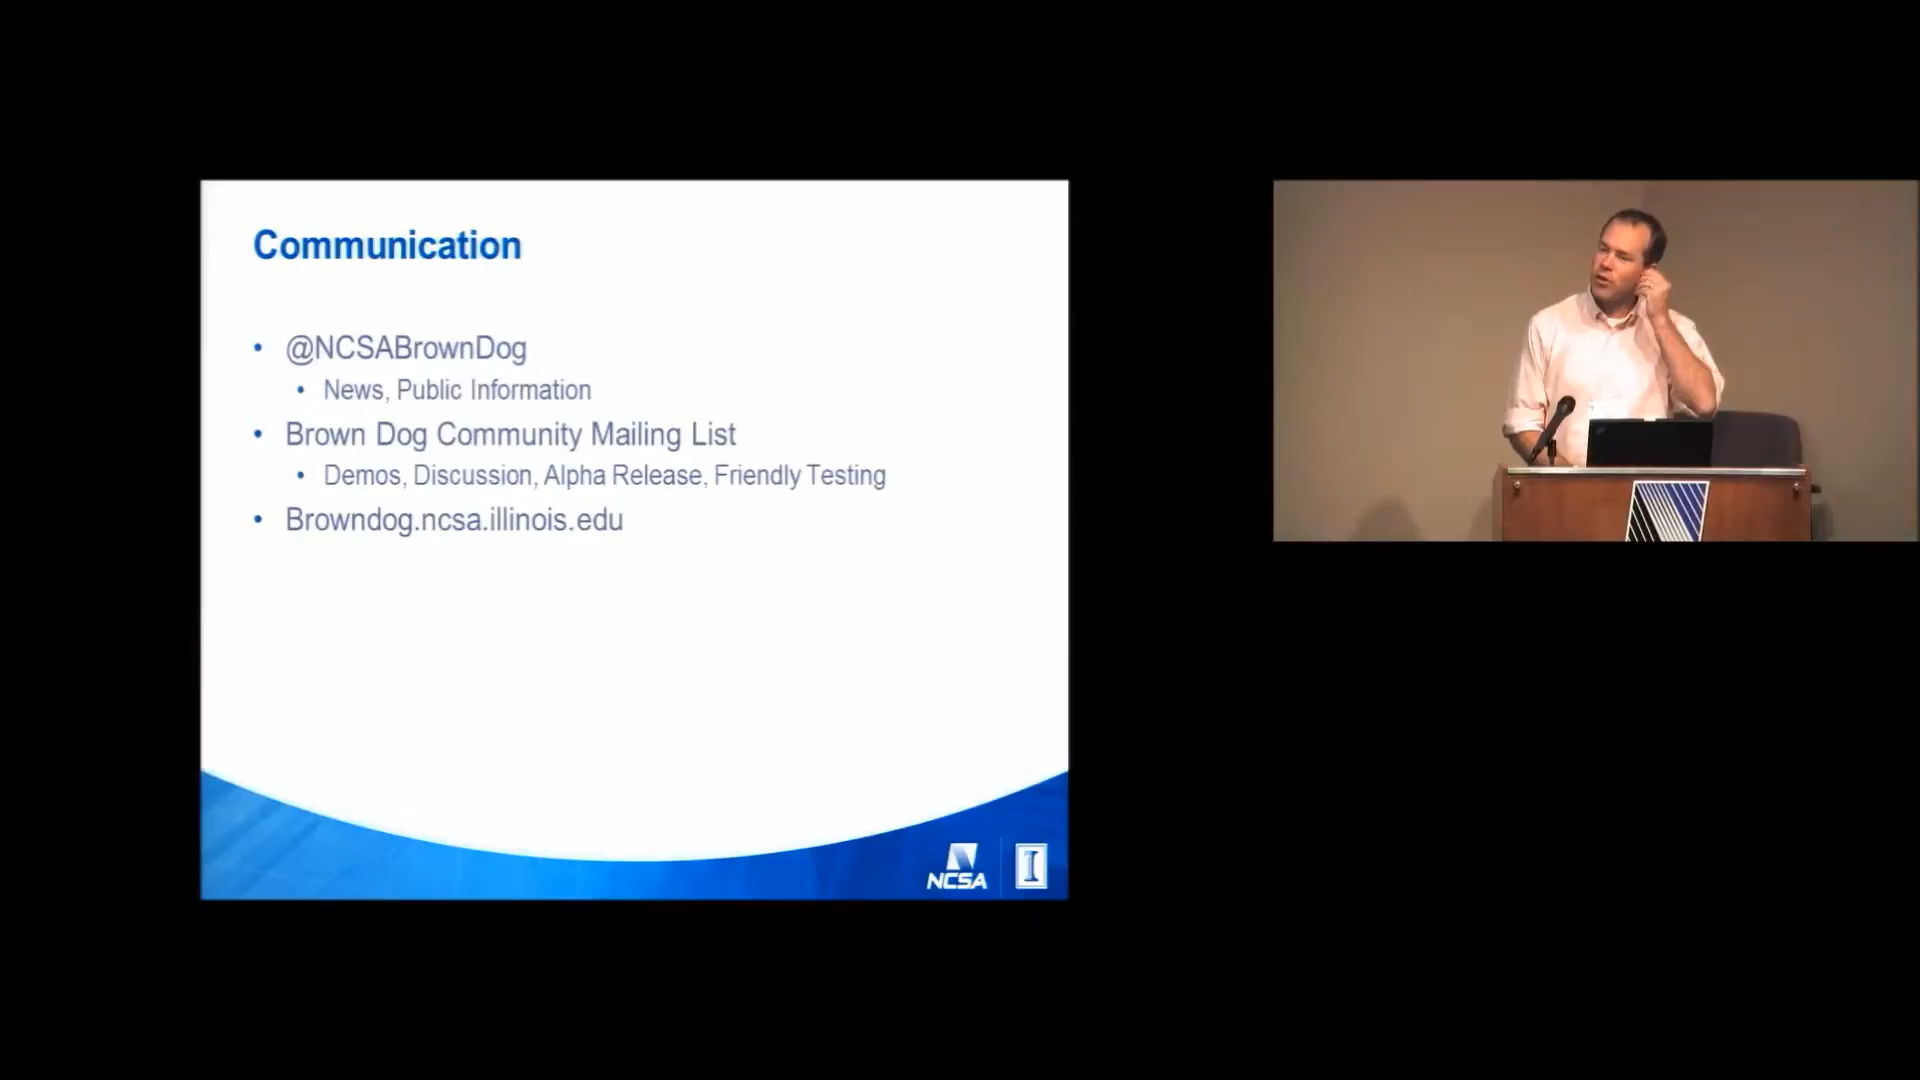 Communication
@NCSABrownDog
News, Public Information
Brown Dog Community Mailing List
Demos, Discussion, Alpha Release, Friendly Testing
Browndog.ncsa.illinois.edu
NCSA
I